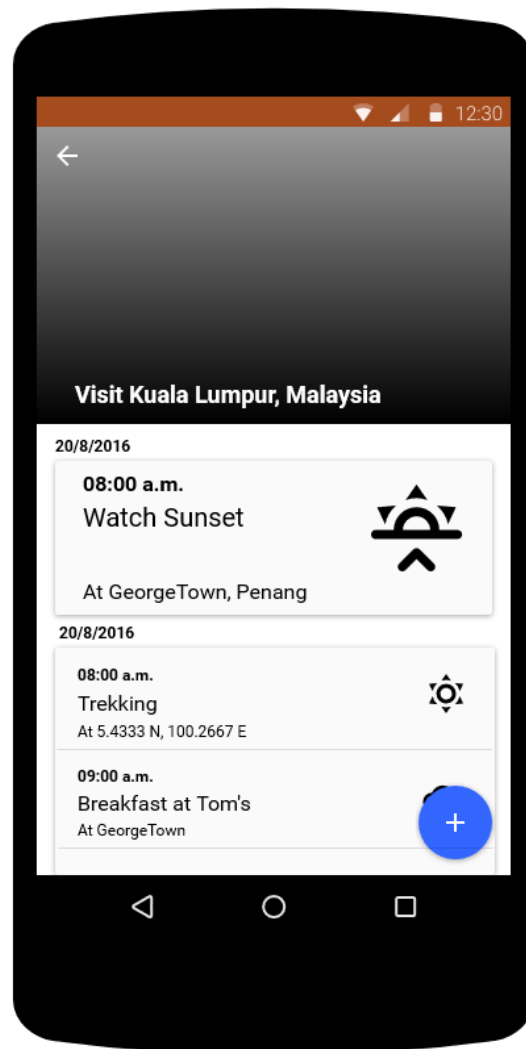 12:30
Visit Kuala Lumpur, Malaysia
20/8/2016
08:00 a.m.
Watch Sunset
At GeorgeTown, Penang
20/8/2016
08:00 a.m.
Trekking
At 5.4333 N, 100.2667 E
09:00 a.m.
Breakfast at Tom's
At GeorgeTown